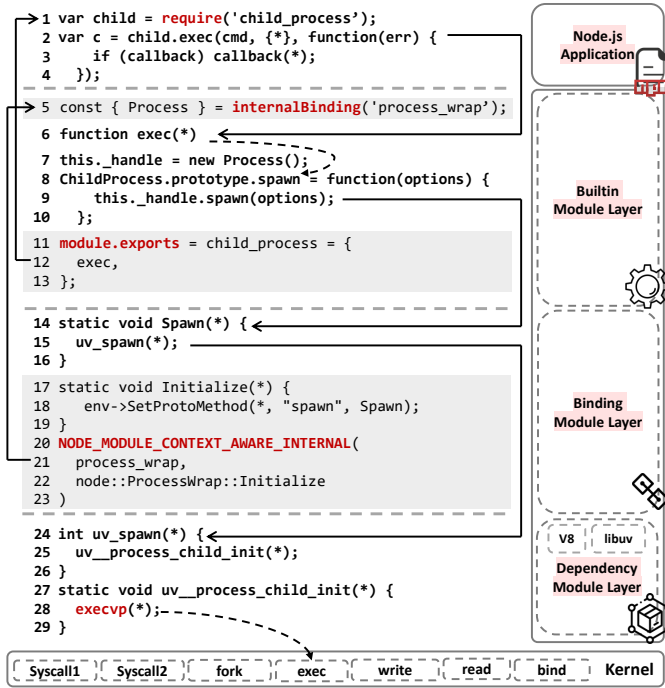 1 var child = require('child_process’);
2 var c = child.exec(cmd, {*}, function(err) {
3 if (callback) callback(*);
4 });
5 const { Process } = internalBinding('process_wrap’);
6 function exec(*)
7 this._handle = new Process();
8 ChildProcess.prototype.spawn = function(options) {
9 this._handle.spawn(options);
10 };
11 module.exports = child_process = {
12 exec,
13 };
14 static void Spawn(*) {
15 uv_spawn(*);
16 }
17 static void Initialize(*) {
18 env->SetProtoMethod(*, "spawn", Spawn);
19 }
20 NODE_MODULE_CONTEXT_AWARE_INTERNAL(
21 process_wrap,
22 node::ProcessWrap::Initialize
23 )
24 int uv_spawn(*) {
25 uv__process_child_init(*);
26 }
27 static void uv__process_child_init(*) {
28 execvp(*);
29 }
Node.js
Application
Builtin
Module Layer
Binding
Module Layer
V8 libuv
Dependency
Module Layer
Syscall1 Syscall2 fork exec write read bind Kernel